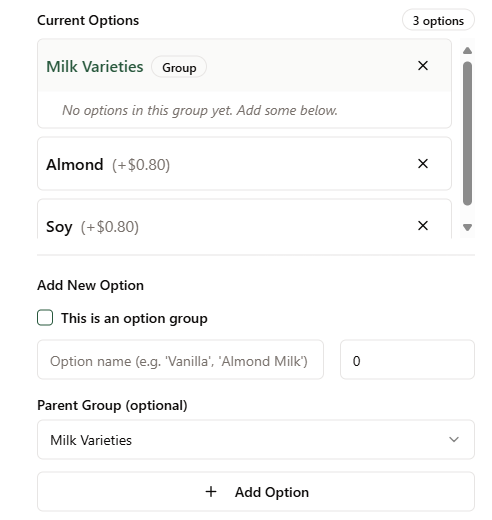 Current Options
3 options
Milk Varieties Group
No options in this group yet. Add some below.
Almond (+$0.80)
Soy (+$0.80)
Add New Option
This is an option group
Option name (e.g. 'Vanilla', 'Almond Milk')
0
Parent Group (optional)
Milk Varieties
Add Option